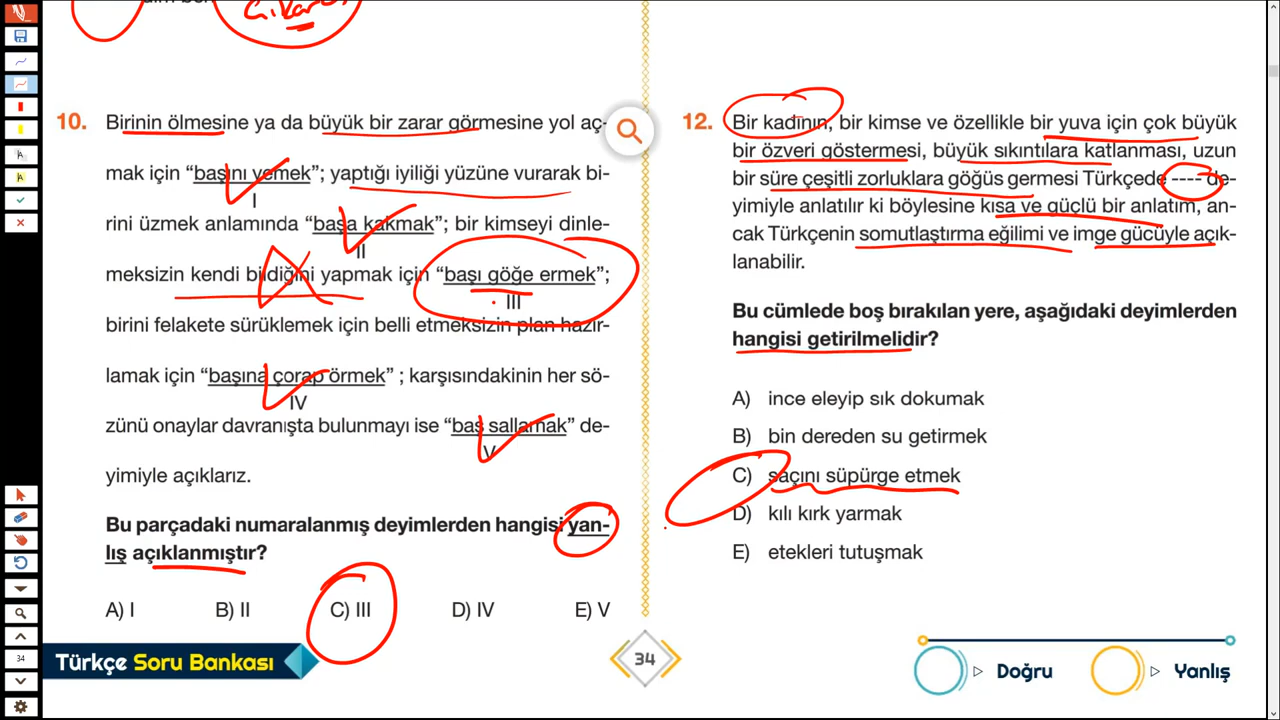 10. Birinin ölmesine ya da büyük bir zarar görmesine yol aç-
mak için “başını yemek”; yaptığı iyiliği yüzüne vurarak bi-
I
rini üzmek anlamında “başa kakmak”; bir kimseyi dinle-
II
meksizin kendi bildiğini yapmak için “başı göğe ermek”;
III
birini felakete sürüklemek için belli etmeksizin plan hazır-
lamak için “başına çorap örmek” ; karşısındakinin her sö-
IV
zünü onaylar davranışta bulunmayı ise “baş sallamak” de-
V
yimiyle açıklarız.
Bu parçadaki numaralanmış deyimlerden hangisi yan-
lış açıklanmıştır?
A) I B) II C) III D) IV E) V
12. Bir kadının, bir kimse ve özellikle bir yuva için çok büyük
bir özveri göstermesi, büyük sıkıntılara katlanması, uzun
bir süre çeşitli zorluklara göğüs germesi Türkçede ---- de-
yimiyle anlatılır ki böylesine kısa ve güçlü bir anlatım, an-
cak Türkçenin somutlaştırma eğilimi ve imge gücüyle açık-
lanabilir.
Bu cümlede boş bırakılan yere, aşağıdaki deyimlerden
hangisi getirilmelidir?
A) ince eleyip sık dokumak
B) bin dereden su getirmek
C) saçını süpürge etmek
D) kılı kırk yarmak
E) etekleri tutuşmak
Türkçe Soru Bankası
34
Doğru
Yanlış
34